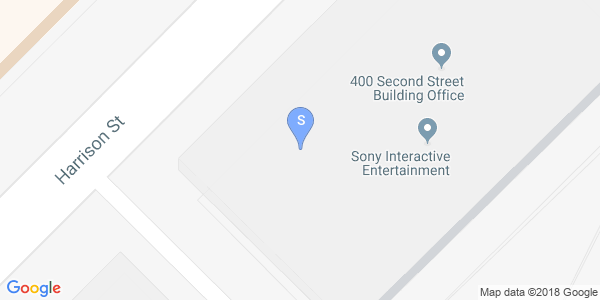 400 Second Street
Building Office
S
Harrison St
Sony Interactive
Entertainment
Google
Map data ©2018 Google